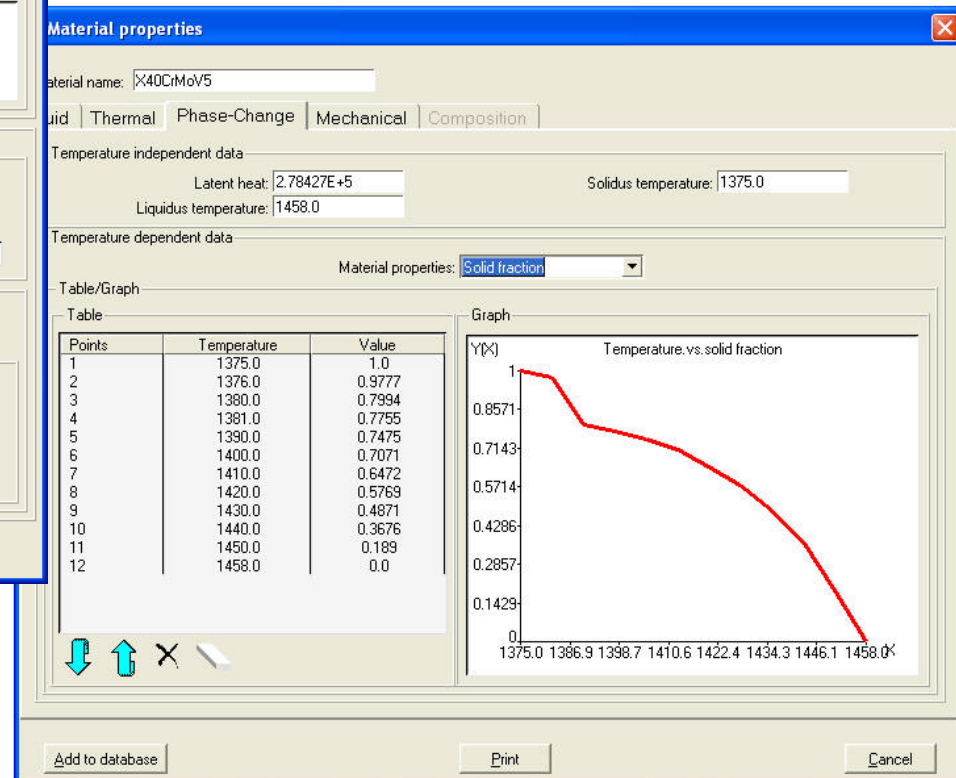 Material properties
aterial name: X40CrMoV5
uid Thermal Phase-Change Mechanical Composition
Temperature independent data
Latent heat: 2.78427E+5 Solidus temperature: 1375.0
Liquidus temperature: 1458.0
Temperature dependent data
Material properties: Solid fraction
Table/Graph
Table
Points Temperature Value
1 1375.0 1.0
2 1376.0 0.9777
3 1380.0 0.7994
4 1381.0 0.7755
5 1390.0 0.7475
6 1400.0 0.7071
7 1410.0 0.6472
8 1420.0 0.5769
9 1430.0 0.4871
10 1440.0 0.3676
11 1450.0 0.189
12 1458.0 0.0
Graph
Y(X) Temperature.vs.solid fraction
1
0.8571
0.7143
0.5714
0.4286
0.2857
0.1429
0
1375.0 1386.9 1398.7 1410.6 1422.4 1434.3 1446.1 1458.0 X
Add to database Print Cancel